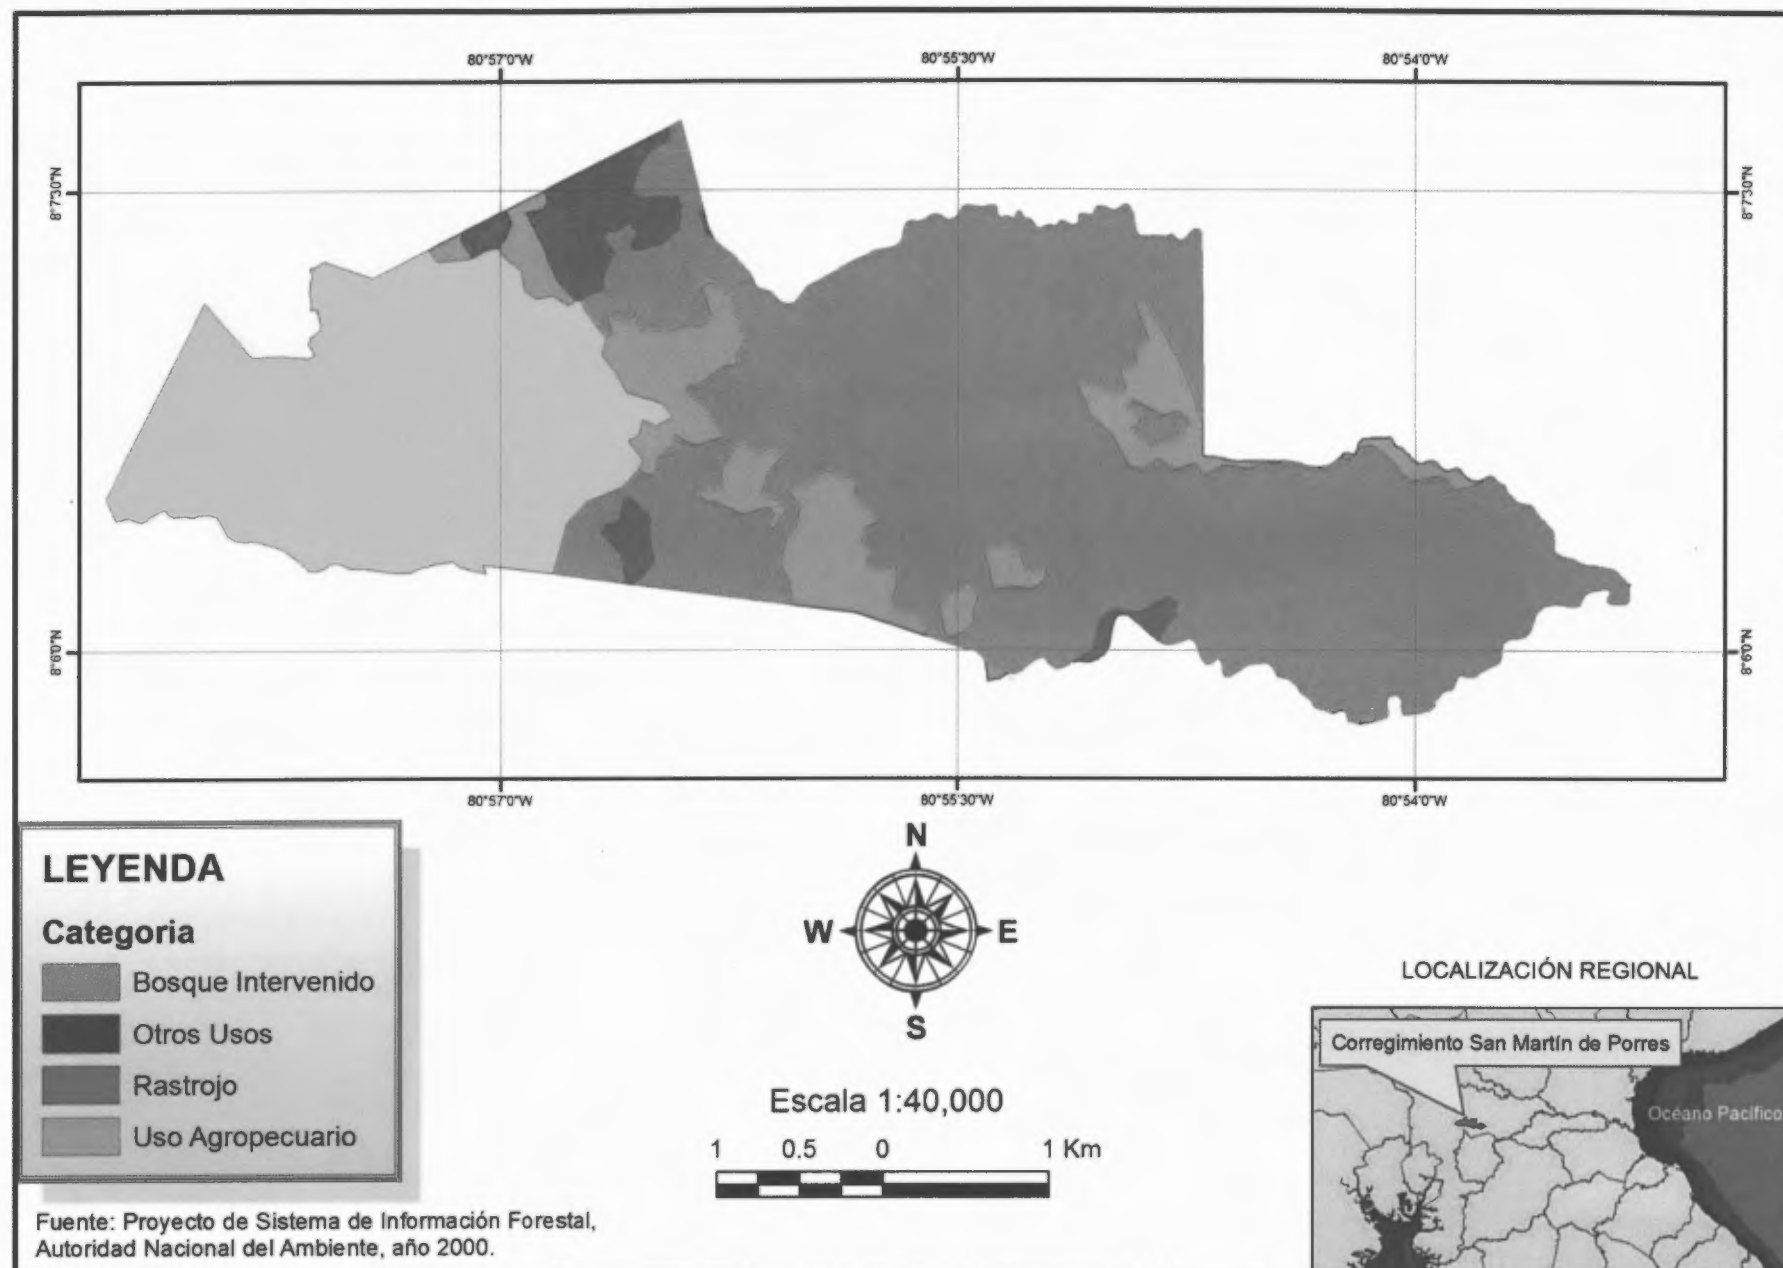 80°57'0"W 80°55'30"W 80°54'0"W
8°7'30"N 8°7'30"N
8°6'0"N 8°6'0"N
80°57'0"W 80°55'30"W 80°54'0"W
LEYENDA
Categoria
Bosque Intervenido
Otros Usos
Rastrojo
Uso Agropecuario
N
W E
S
Escala 1:40,000
1 0.5 0 1 Km
LOCALIZACIÓN REGIONAL
Corregimiento San Martín de Porres
Océano Pacífico
Fuente: Proyecto de Sistema de Información Forestal,
Autoridad Nacional del Ambiente, año 2000.